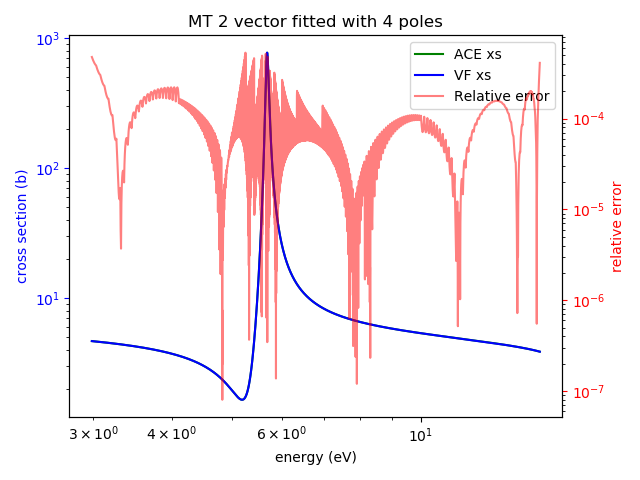 MT 2 vector fitted with 4 poles
10³
10²
10¹
cross section (b)
ACE xs
VF xs
Relative error
10⁻⁴
10⁻⁵
10⁻⁶
10⁻⁷
relative error
3 × 10⁰
4 × 10⁰
6 × 10⁰
10¹
energy (eV)